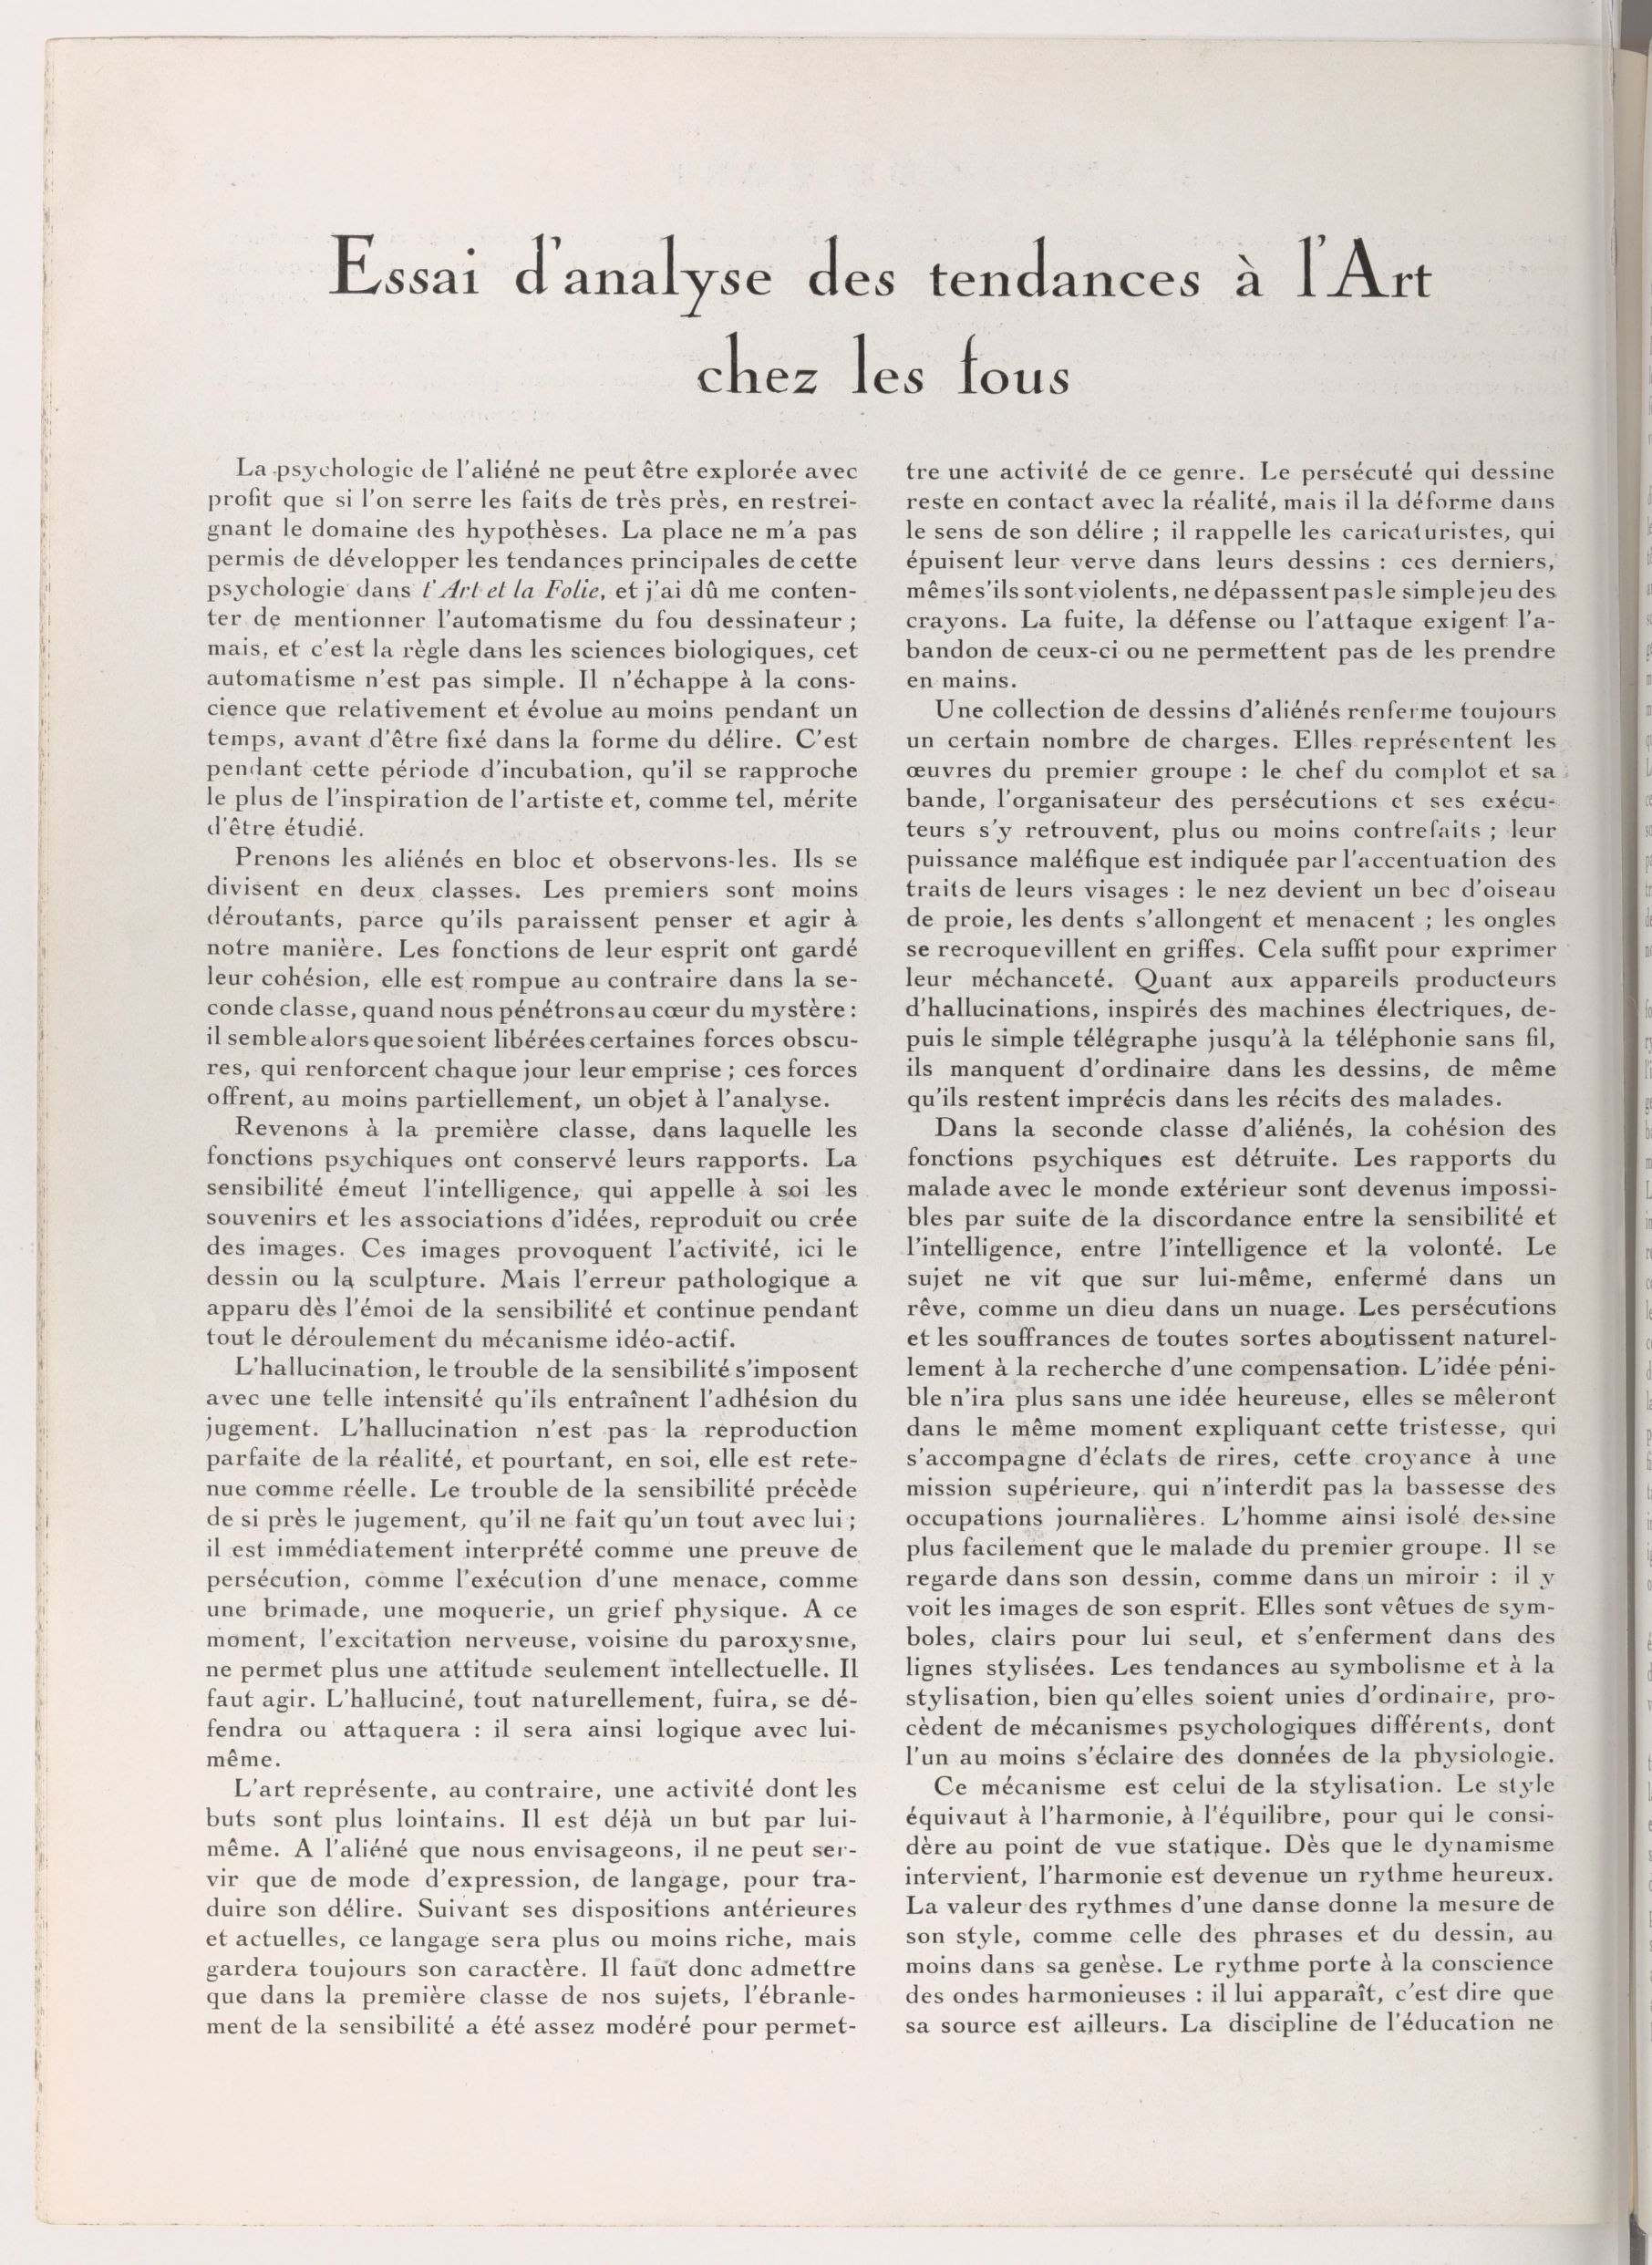 Essai d'analyse des tendances à l'Art
chez les fous
La psychologie de l'aliéné ne peut être explorée avec
profit que si l'on serre les faits de très près, en restrei-
gnant le domaine des hypothèses. La place ne m'a pas
permis de développer les tendances principales de cette
psychologie dans l'Art et la Folie, et j'ai dû me conten-
ter de mentionner l'automatisme du fou dessinateur ;
mais, et c'est la règle dans les sciences biologiques, cet
automatisme n'est pas simple. Il n'échappe à la cons-
cience que relativement et évolue au moins pendant un
temps, avant d'être fixé dans la forme du délire. C'est
pendant cette période d'incubation, qu'il se rapproche
le plus de l'inspiration de l'artiste et, comme tel, mérite
d'être étudié.
Prenons les aliénés en bloc et observons-les. Ils se
divisent en deux classes. Les premiers sont moins
déroutants, parce qu'ils paraissent penser et agir à
notre manière. Les fonctions de leur esprit ont gardé
leur cohésion, elle est rompue au contraire dans la se-
conde classe, quand nous pénétrons au cœur du mystère :
il semble alors que soient libérées certaines forces obscu-
res, qui renforcent chaque jour leur emprise ; ces forces
offrent, au moins partiellement, un objet à l'analyse.
Revenons à la première classe, dans laquelle les
fonctions psychiques ont conservé leurs rapports. La
sensibilité émeut l'intelligence, qui appelle à soi les
souvenirs et les associations d'idées, reproduit ou crée
des images. Ces images provoquent l'activité, ici le
dessin ou la sculpture. Mais l'erreur pathologique a
apparu dès l'émoi de la sensibilité et continue pendant
tout le déroulement du mécanisme idéo-actif.
L'hallucination, le trouble de la sensibilité s'imposent
avec une telle intensité qu'ils entraînent l'adhésion du
jugement. L'hallucination n'est pas la reproduction
parfaite de la réalité, et pourtant, en soi, elle est rete-
nue comme réelle. Le trouble de la sensibilité précède
de si près le jugement, qu'il ne fait qu'un tout avec lui ;
il est immédiatement interprété comme une preuve de
persécution, comme l'exécution d'une menace, comme
une brimade, une moquerie, un grief physique. A ce
moment, l'excitation nerveuse, voisine du paroxysme,
ne permet plus une attitude seulement intellectuelle. Il
faut agir. L'halluciné, tout naturellement, fuira, se dé-
fendra ou attaquera : il sera ainsi logique avec lui-
même.
L'art représente, au contraire, une activité dont les
buts sont plus lointains. Il est déjà un but par lui-
même. A l'aliéné que nous envisageons, il ne peut ser-
vir que de mode d'expression, de langage, pour tra-
duire son délire. Suivant ses dispositions antérieures
et actuelles, ce langage sera plus ou moins riche, mais
gardera toujours son caractère. Il faut donc admettre
que dans la première classe de nos sujets, l'ébranle-
ment de la sensibilité a été assez modéré pour permet-
tre une activité de ce genre. Le persécuté qui dessine
reste en contact avec la réalité, mais il la déforme dans
le sens de son délire ; il rappelle les caricaturistes, qui
épuisent leur verve dans leurs dessins : ces derniers,
même s'ils sont violents, ne dépassent pas le simple jeu des
crayons. La fuite, la défense ou l'attaque exigent l'a-
bandon de ceux-ci ou ne permettent pas de les prendre
en mains.
Une collection de dessins d'aliénés renferme toujours
un certain nombre de charges. Elles représentent les
œuvres du premier groupe : le chef du complot et sa
bande, l'organisateur des persécutions et ses exécu-
teurs s'y retrouvent, plus ou moins contrefaits ; leur
puissance maléfique est indiquée par l'accentuation des
traits de leurs visages : le nez devient un bec d'oiseau
de proie, les dents s'allongent et menacent ; les ongles
se recroquevillent en griffes. Cela suffit pour exprimer
leur méchanceté. Quant aux appareils producteurs
d'hallucinations, inspirés des machines électriques, de-
puis le simple télégraphe jusqu'à la téléphonie sans fil,
ils manquent d'ordinaire dans les dessins, de même
qu'ils restent imprécis dans les récits des malades.
Dans la seconde classe d'aliénés, la cohésion des
fonctions psychiques est détruite. Les rapports du
malade avec le monde extérieur sont devenus impossi-
bles par suite de la discordance entre la sensibilité et
l'intelligence, entre l'intelligence et la volonté. Le
sujet ne vit que sur lui-même, enfermé dans un
rêve, comme un dieu dans un nuage. Les persécutions
et les souffrances de toutes sortes aboutissent naturel-
lement à la recherche d'une compensation. L'idée péni-
ble n'ira plus sans une idée heureuse, elles se mêleront
dans le même moment expliquant cette tristesse, qui
s'accompagne d'éclats de rires, cette croyance à une
mission supérieure, qui n'interdit pas la bassesse des
occupations journalières. L'homme ainsi isolé dessine
plus facilement que le malade du premier groupe. Il se
regarde dans son dessin, comme dans un miroir : il y
voit les images de son esprit. Elles sont vêtues de sym-
boles, clairs pour lui seul, et s'enferment dans des
lignes stylisées. Les tendances au symbolisme et à la
stylisation, bien qu'elles soient unies d'ordinaire, pro-
cèdent de mécanismes psychologiques différents, dont
l'un au moins s'éclaire des données de la physiologie.
Ce mécanisme est celui de la stylisation. Le style
équivaut à l'harmonie, à l'équilibre, pour qui le consi-
dère au point de vue statique. Dès que le dynamisme
intervient, l'harmonie est devenue un rythme heureux.
La valeur des rythmes d'une danse donne la mesure de
son style, comme celle des phrases et du dessin, au
moins dans sa genèse. Le rythme porte à la conscience
des ondes harmonieuses : il lui apparaît, c'est dire que
sa source est ailleurs. La discipline de l'éducation ne